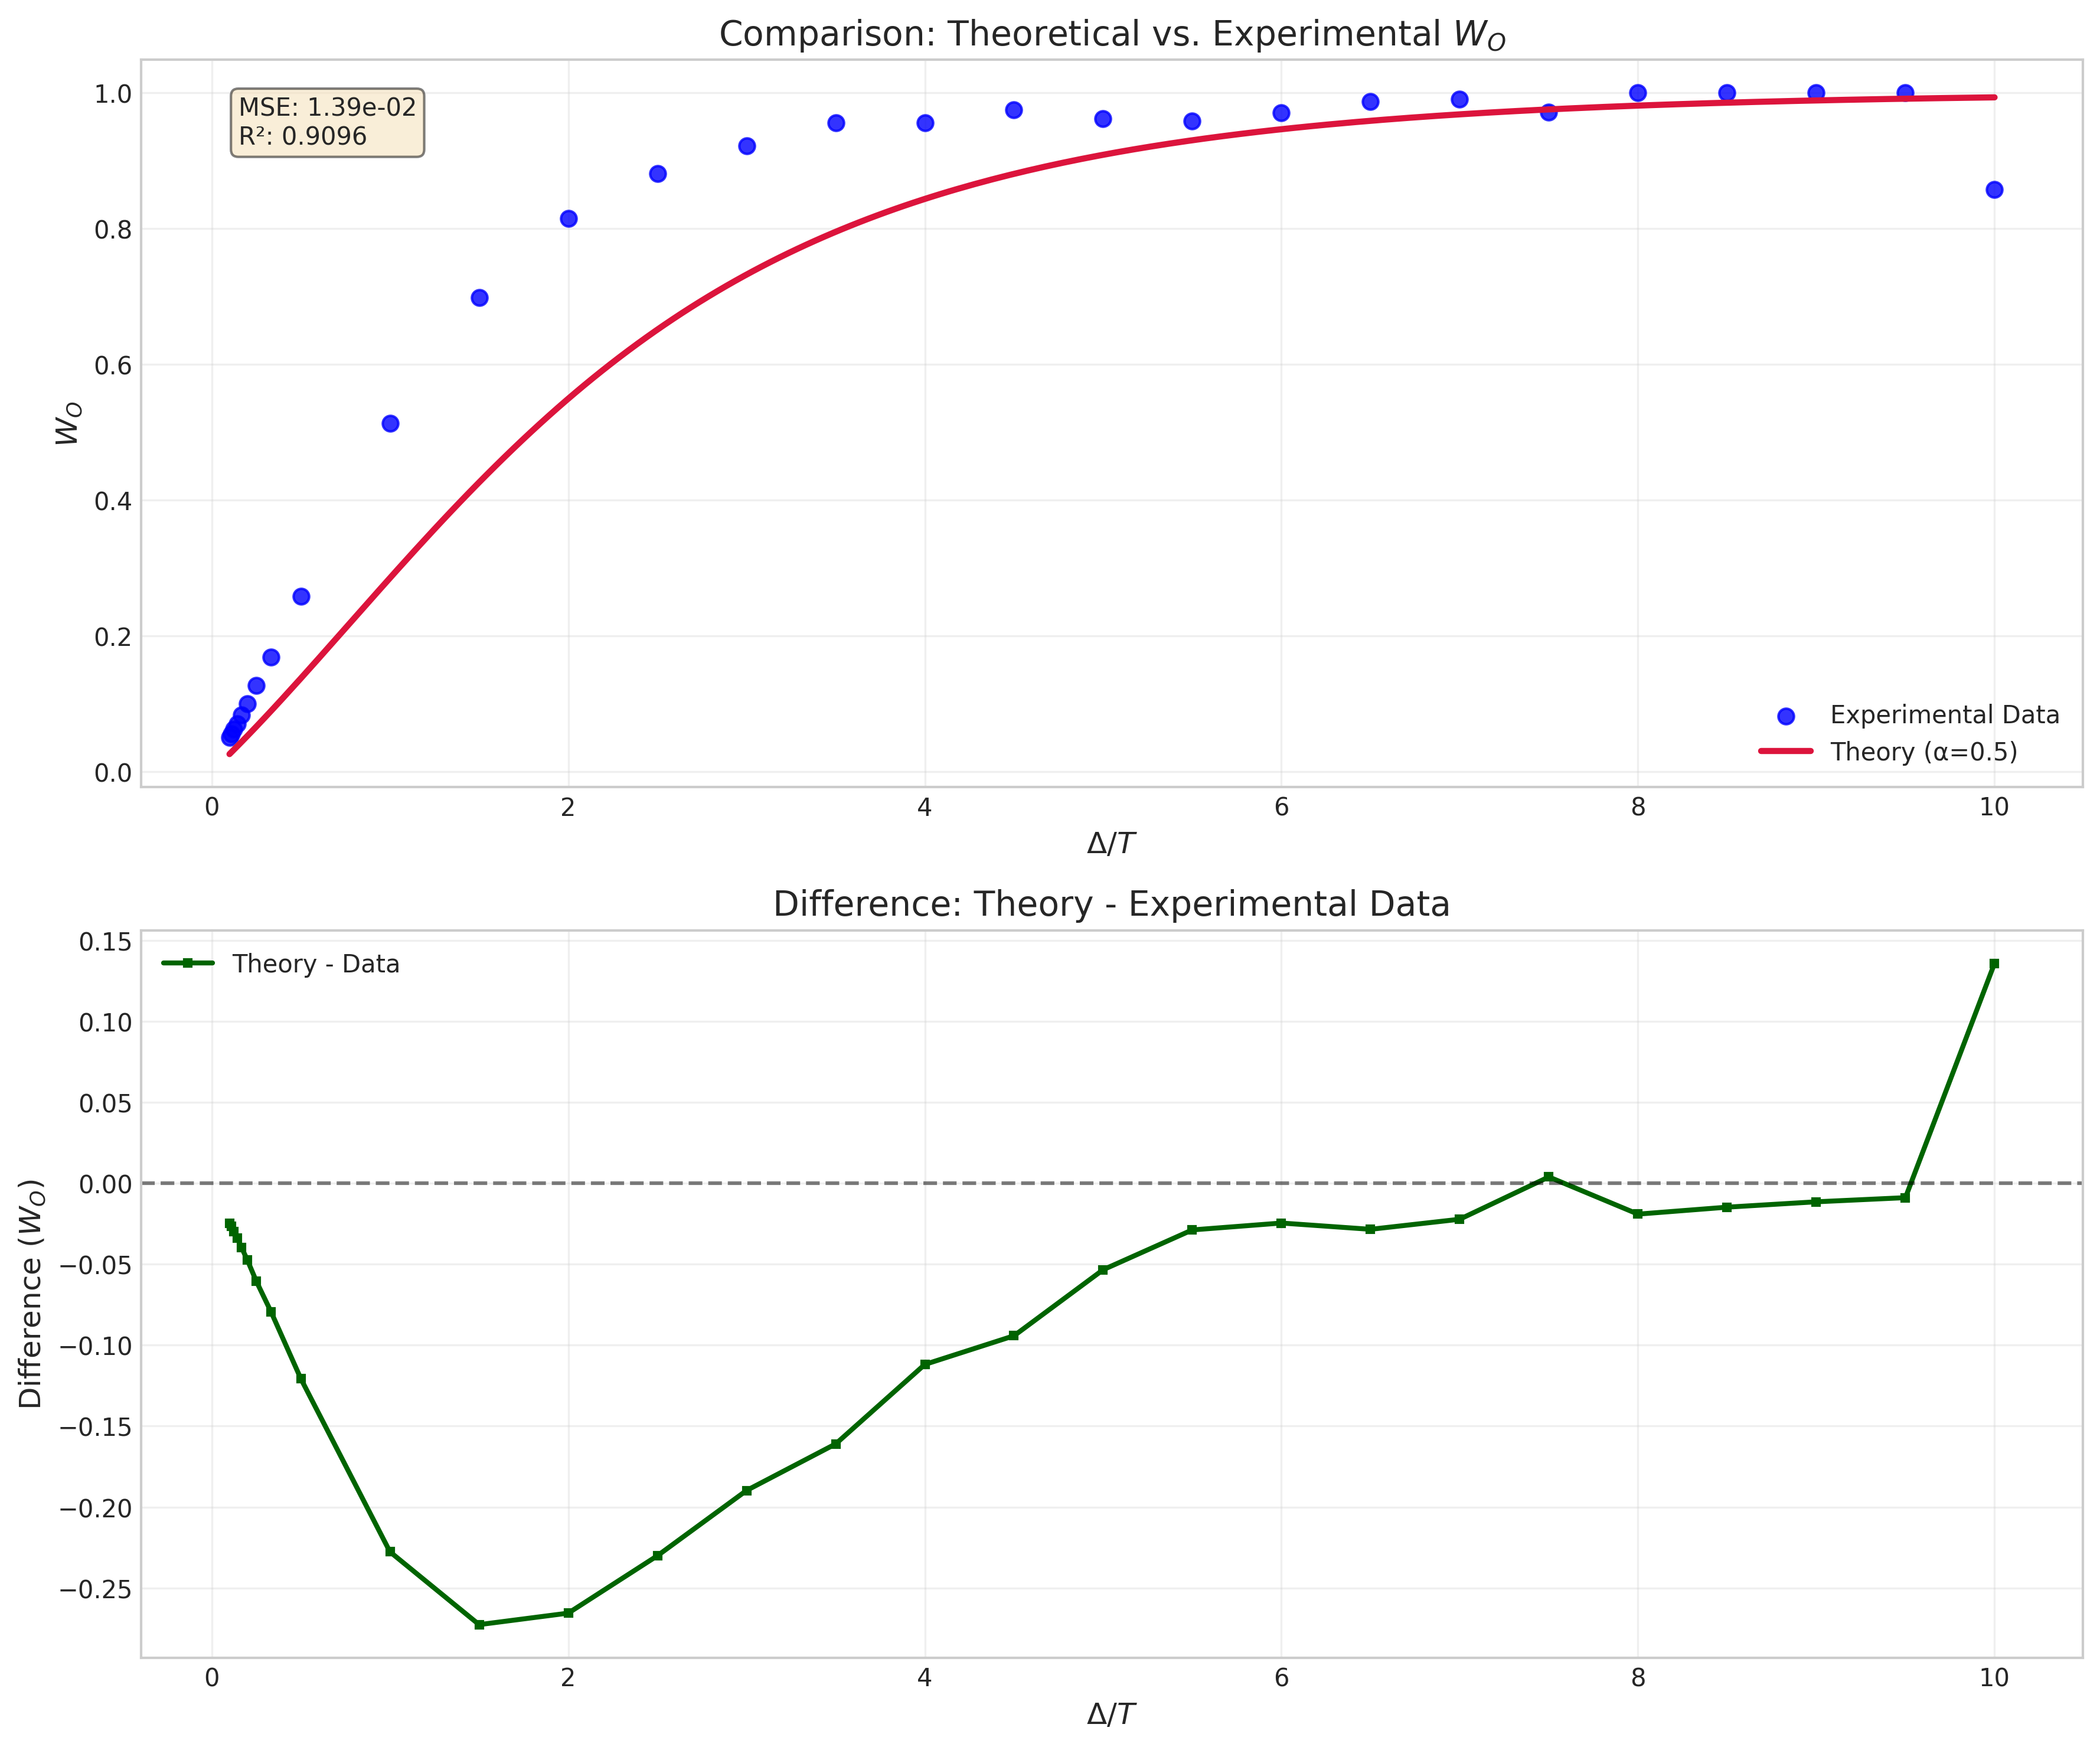 Comparison: Theoretical vs. Experimental W_O
MSE: 1.39e-02
R²: 0.9096
1.0
0.8
0.6
0.4
0.2
0.0
W_O
Experimental Data
Theory (α=0.5)
0 2 4 6 8 10
Δ/T
Difference: Theory - Experimental Data
Theory - Data
0.15
0.10
0.05
0.00
−0.05
−0.10
−0.15
−0.20
−0.25
Difference (W_O)
0 2 4 6 8 10
Δ/T